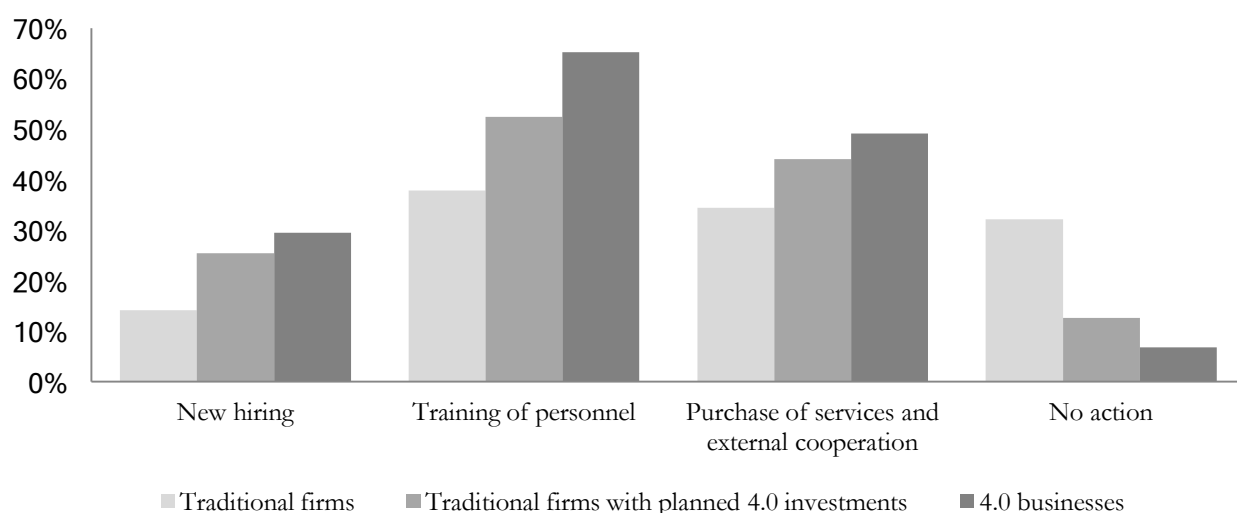 70%
60%
50%
40%
30%
20%
10%
0%
New hiring
Training of personnel
Purchase of services and
external cooperation
No action
Traditional firms
Traditional firms with planned 4.0 investments
4.0 businesses